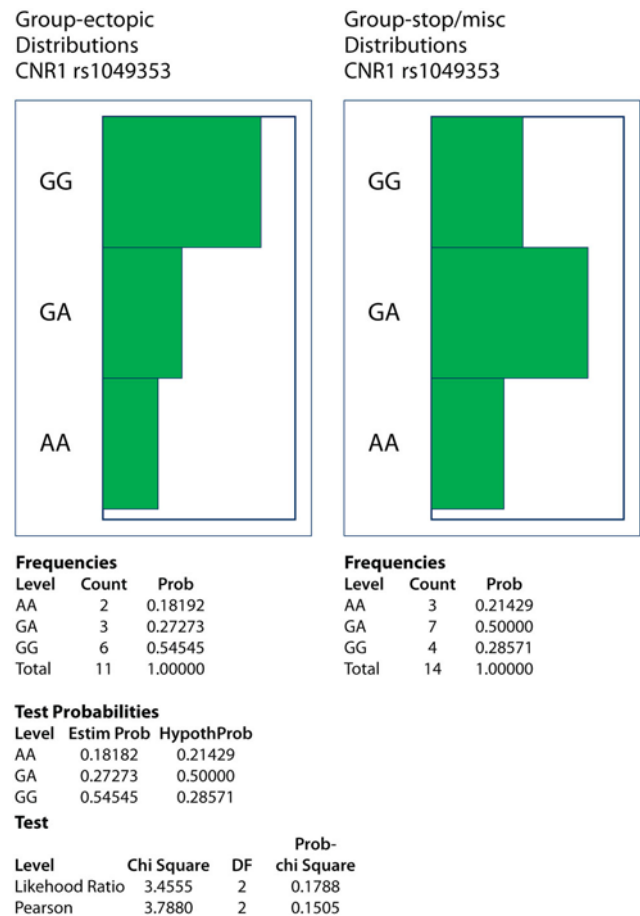 Group-ectopic
Distributions
CNR1 rs1049353
GG
GA
AA
Frequencies
Level Count Prob
AA 2 0.18192
GA 3 0.27273
GG 6 0.54545
Total 11 1.00000
Group-stop/misc
Distributions
CNR1 rs1049353
GG
GA
AA
Frequencies
Level Count Prob
AA 3 0.21429
GA 7 0.50000
GG 4 0.28571
Total 14 1.00000
Test Probabilities
Level Estim Prob HypothProb
AA 0.18182 0.21429
GA 0.27273 0.50000
GG 0.54545 0.28571
Test
Prob-
Level Chi Square DF chi Square
Likehood Ratio 3.4555 2 0.1788
Pearson 3.7880 2 0.1505